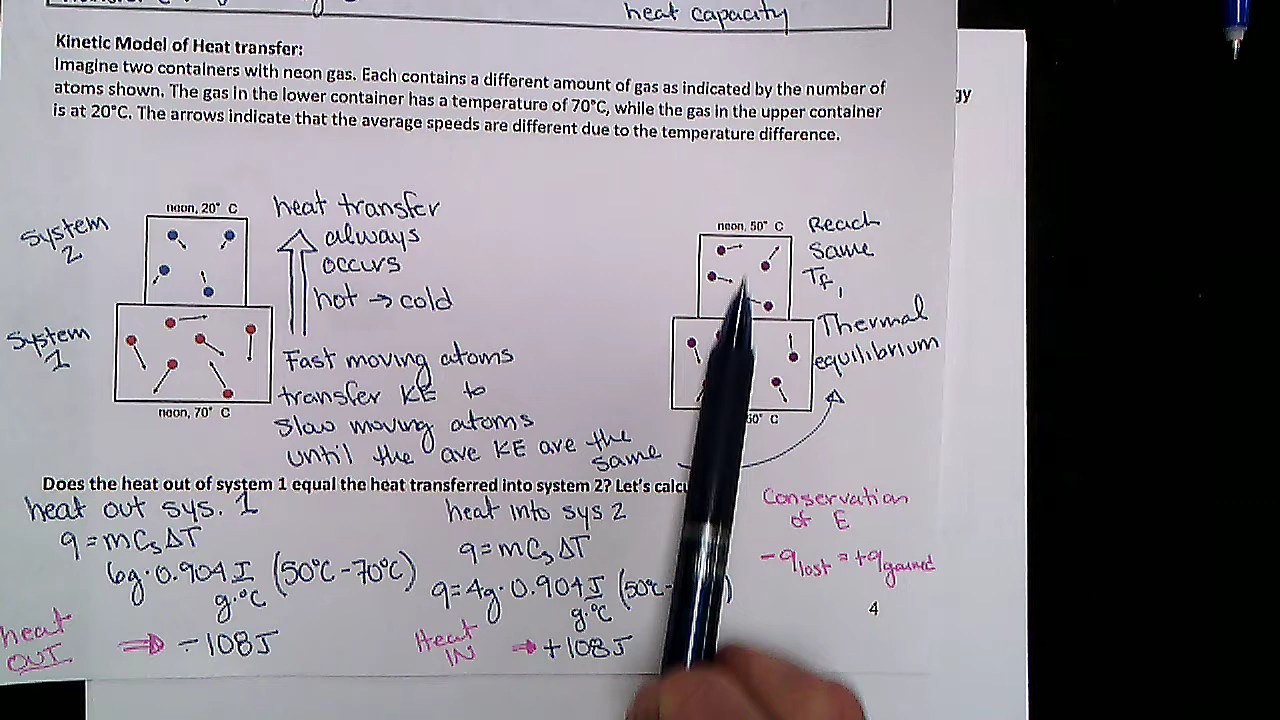 heat capacity
Kinetic Model of Heat transfer:
Imagine two containers with neon gas. Each contains a different amount of gas as indicated by the number of
atoms shown. The gas in the lower container has a temperature of 70°C, while the gas in the upper container
is at 20°C. The arrows indicate that the average speeds are different due to the temperature difference.
System
2
neon, 20° C
System
1
neon, 70° C
heat transfer
always
occurs
hot → cold
Fast moving atoms
transfer KE to
slow moving atoms
until the ave KE are the
same
neon, 50° C
Reach
same
Tf,
Thermal
equilibrium
50° C
Does the heat out of system 1 equal the heat transferred into system 2? Let's calcu
heat out sys. 1
q = mCsΔT
6g·0.904 J (50°C-70°C)
g·°C
heat OUT
⇒ -108J
heat into sys 2
q = mCsΔT
q=4g·0.904 J (50°C- )
g·°C
Heat IN
→ +108J
Conservation
of E
-qlost = +qgained
4